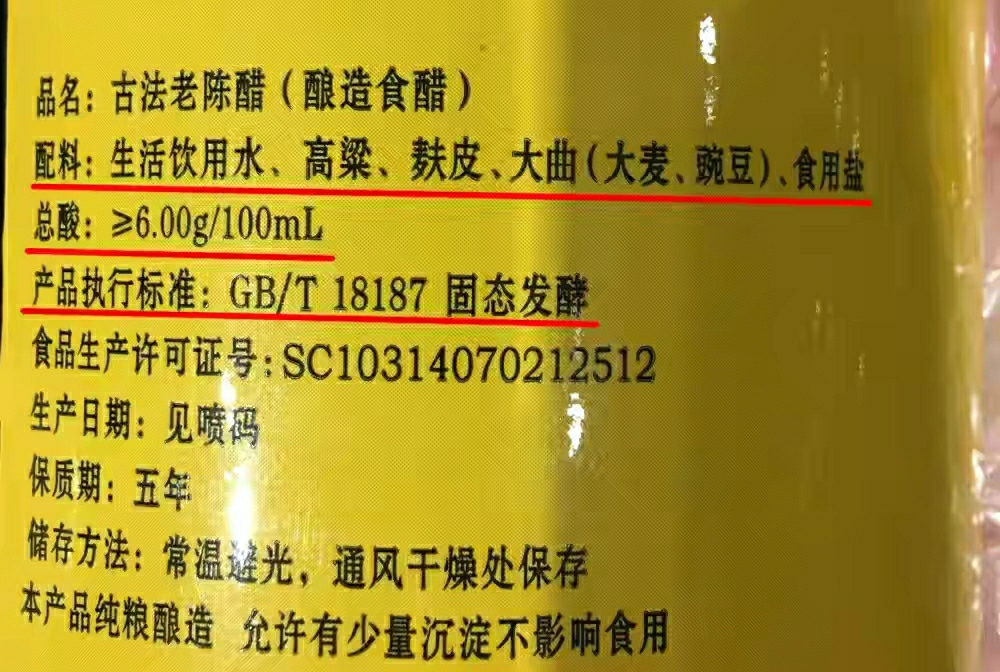 品名：古法老陈醋（酿造食醋）
配料：生活饮用水、高粱、麸皮、大曲（大麦、豌豆）、食用盐
总酸：≥6.00g/100mL
产品执行标准：GB/T 18187 固态发酵
食品生产许可证号：SC10314070212512
生产日期：见喷码
保质期：五年
储存方法：常温避光，通风干燥处保存
本产品纯粮酿造 允许有少量沉淀不影响食用